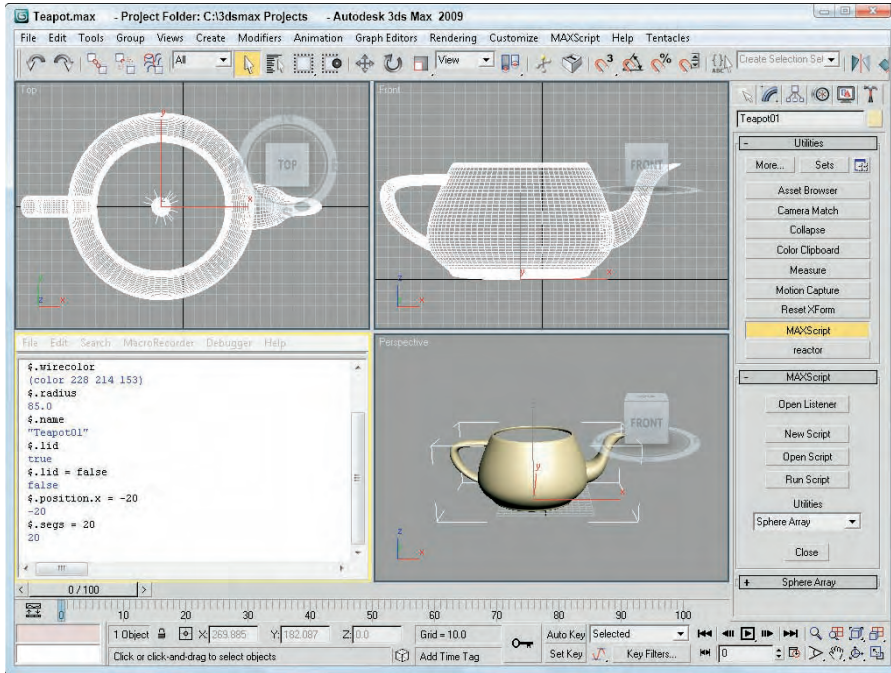 Teapot.max - Project Folder: C:\3dsmax Projects - Autodesk 3ds Max 2009
File Edit Tools Group Views Create Modifiers Animation Graph Editors Rendering Customize MAXScript Help Tentacles
All View 3 % ABC Create Selection Set
Top
y
TOP
x
S
z x
Front
FRONT
y x
z x
File Edit Search MacroRecorder Debugger Help
$.wirecolor
(color 228 214 153)
$.radius
85.0
$.name
"Teapot01"
$.lid
true
$.lid = false
false
$.position.x = -20
-20
$.segs = 20
20
Perspective
FRONT
y
x
z
x
Teapot01
- Utilities
More... Sets
Asset Browser
Camera Match
Collapse
Color Clipboard
Measure
Motion Capture
Reset XForm
MAXScript
reactor
- MAXScript
Open Listener
New Script
Open Script
Run Script
Utilities
Sphere Array
Close
+ Sphere Array
< 0 / 100 >
0 10 20 30 40 50 60 70 80 90 100
1 Object X: 269.885 Y: 182.087 Z: 0.0 Grid = 10.0 Auto Key Selected
Click or click-and-drag to select objects Add Time Tag Set Key Key Filters... 0